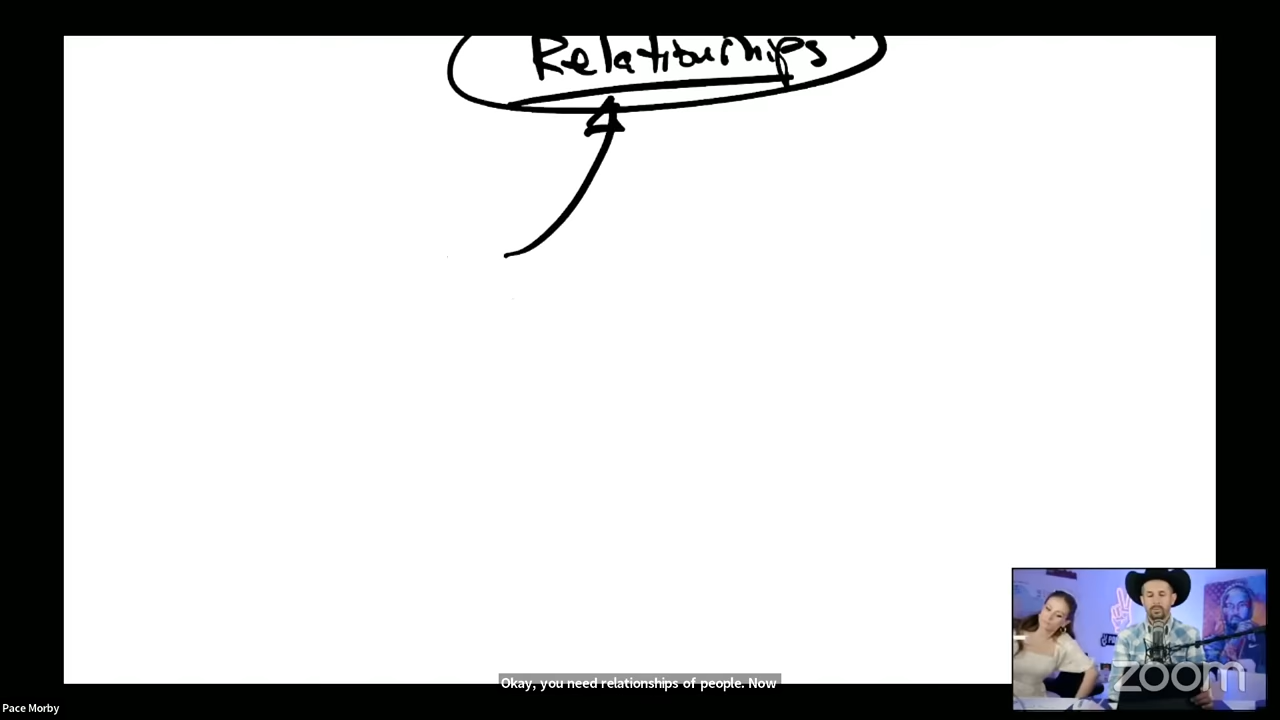 Relationships
Okay, you need relationships of people. Now
zoom
Pace Morby